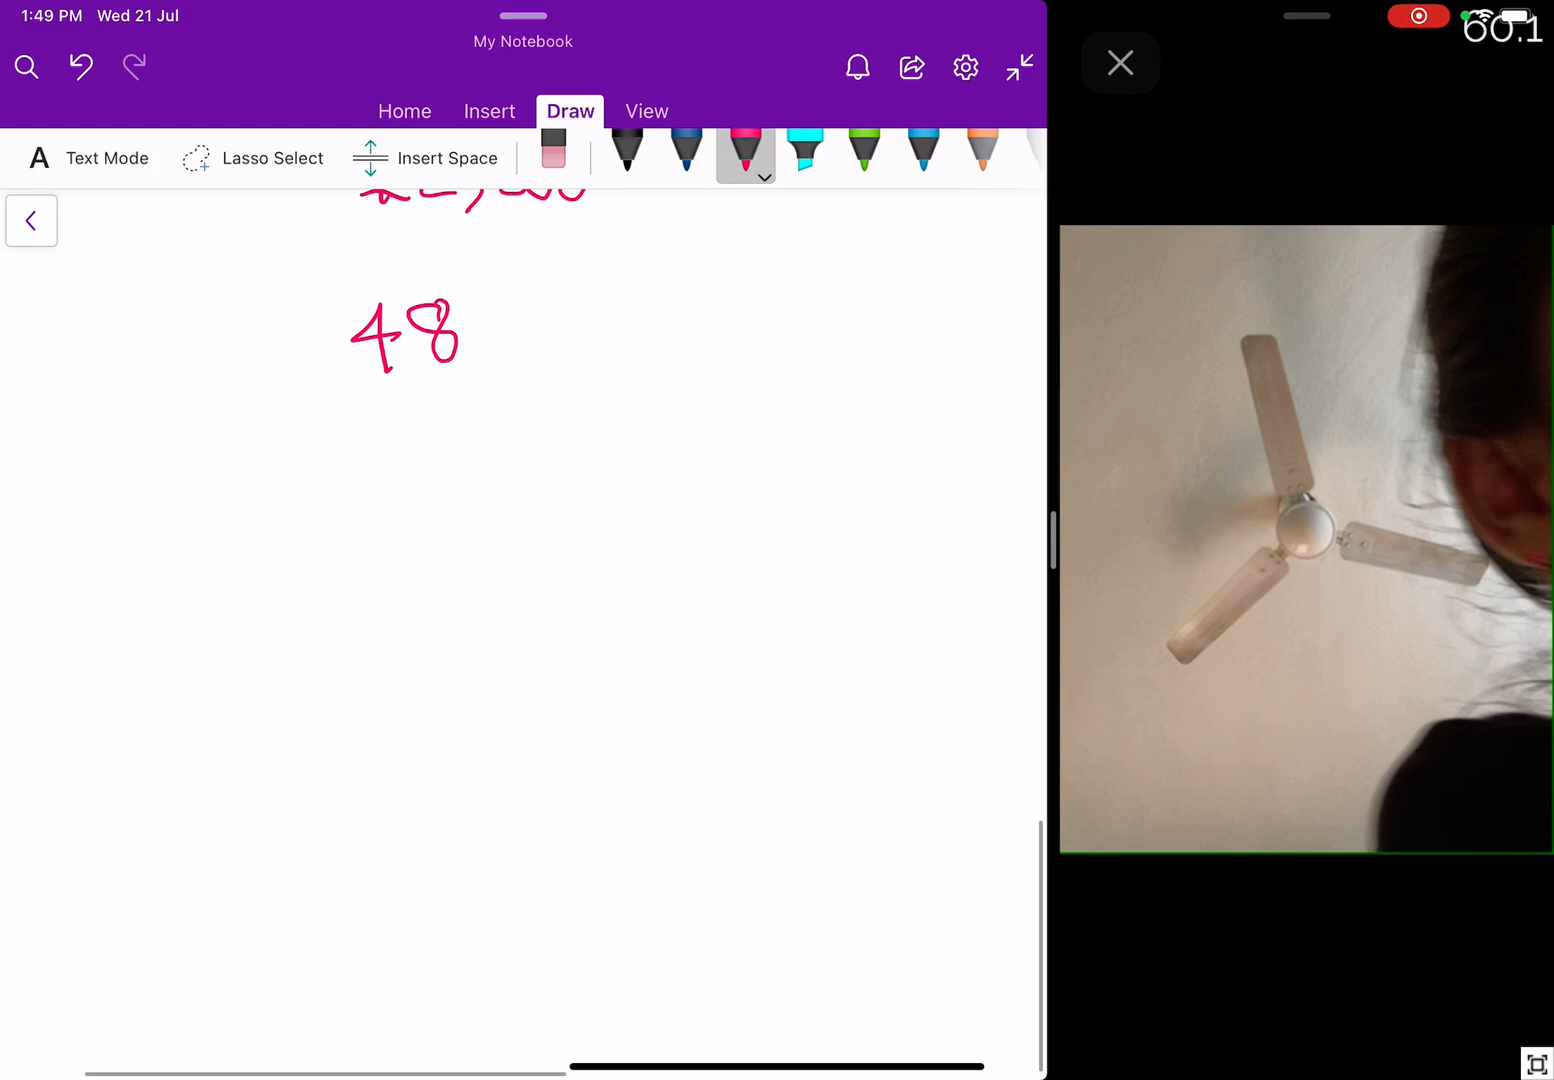 1:49 PM Wed 21 Jul
60.1
My Notebook
Home Insert Draw View
A Text Mode Lasso Select Insert Space
48